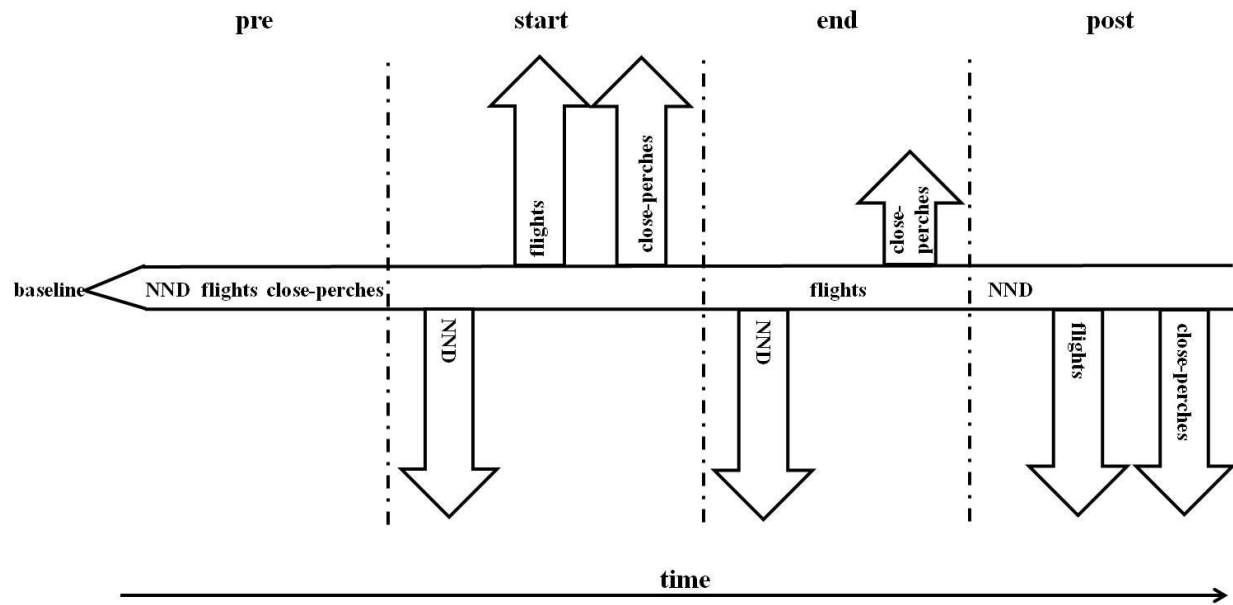 pre start end post
flights
close-perches
close-
perches
baseline NND flights close-perches flights NND
NND
NND
flights
close-perches
time